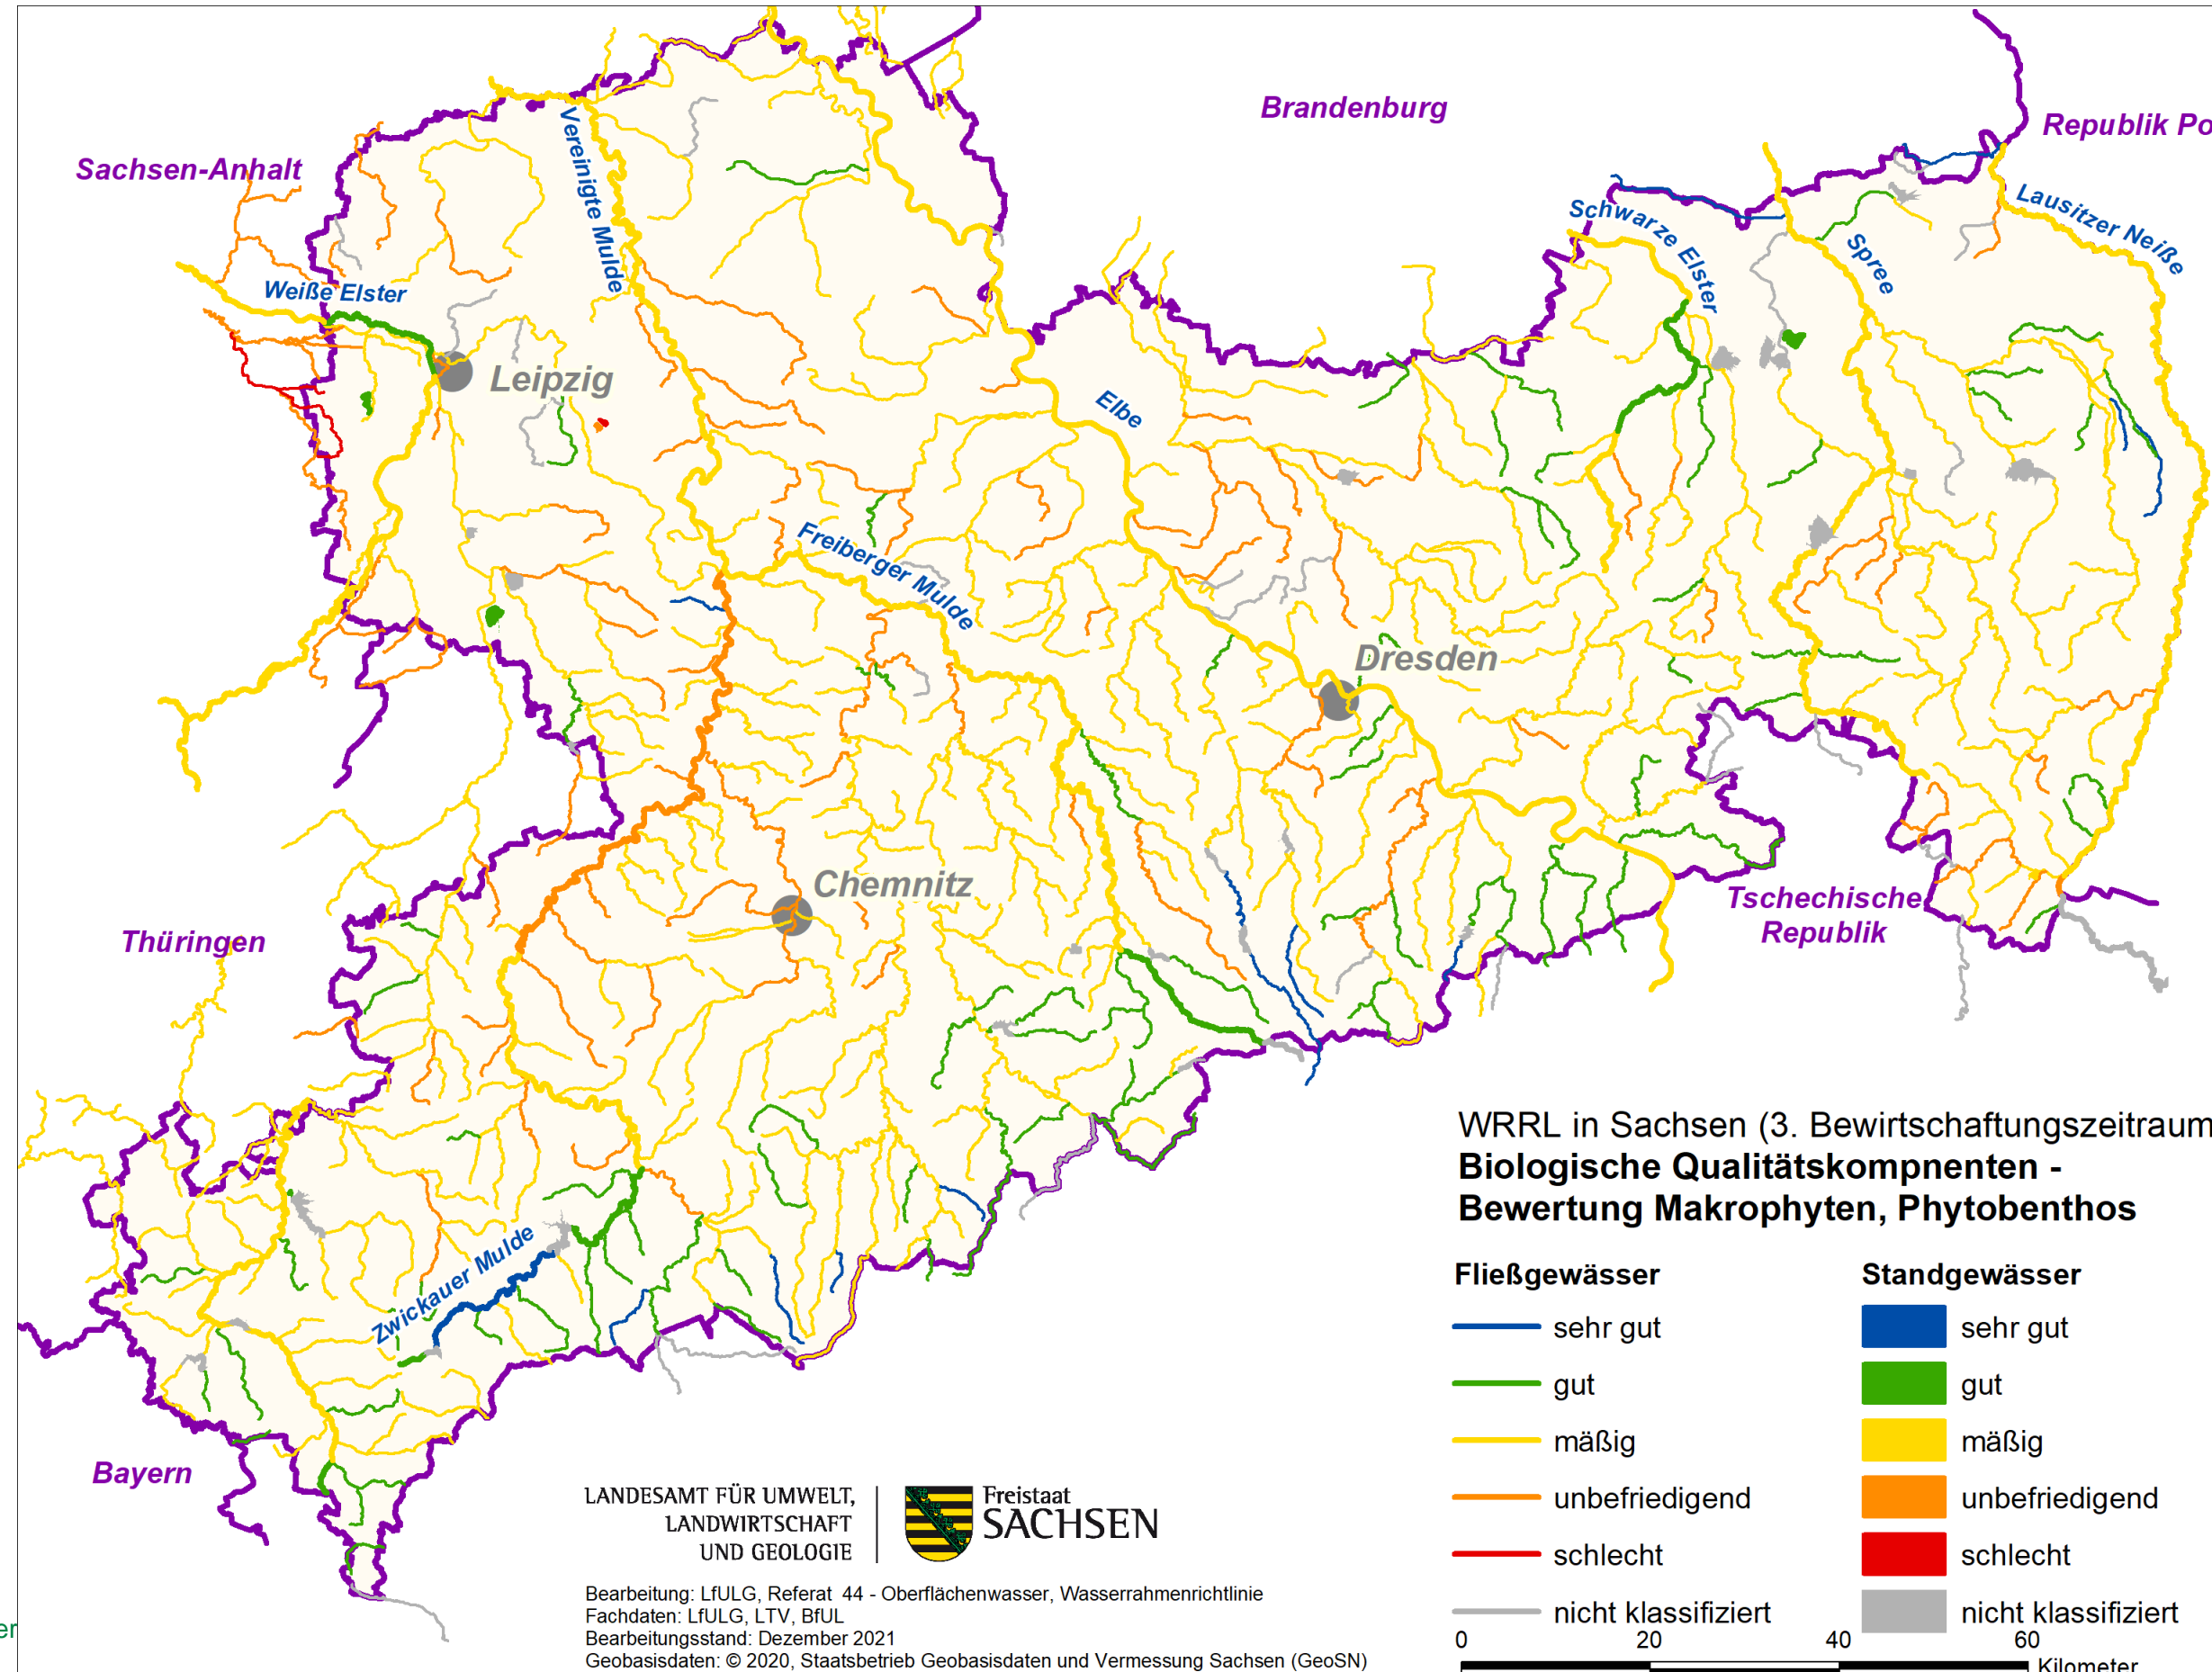 Brandenburg
Republik Po
Sachsen-Anhalt
Vereinigte Mulde
Schwarze Elster
Lausitzer Neiße
Spree
Weiße Elster
Leipzig
Elbe
Freiberger Mulde
Dresden
Chemnitz
Tschechische
Republik
Thüringen
Zwickauer Mulde
Bayern
WRRL in Sachsen (3. Bewirtschaftungszeitraum
Biologische Qualitätskompnenten -
Bewertung Makrophyten, Phytobenthos
Fließgewässer
sehr gut
gut
mäßig
unbefriedigend
schlecht
nicht klassifiziert
Standgewässer
sehr gut
gut
mäßig
unbefriedigend
schlecht
nicht klassifiziert
0 20 40 60
Kilometer
LANDESAMT FÜR UMWELT,
LANDWIRTSCHAFT
UND GEOLOGIE
Freistaat
SACHSEN
Bearbeitung: LfULG, Referat 44 - Oberflächenwasser, Wasserrahmenrichtlinie
Fachdaten: LfULG, LTV, BfUL
Bearbeitungsstand: Dezember 2021
Geobasisdaten: © 2020, Staatsbetrieb Geobasisdaten und Vermessung Sachsen (GeoSN)
er